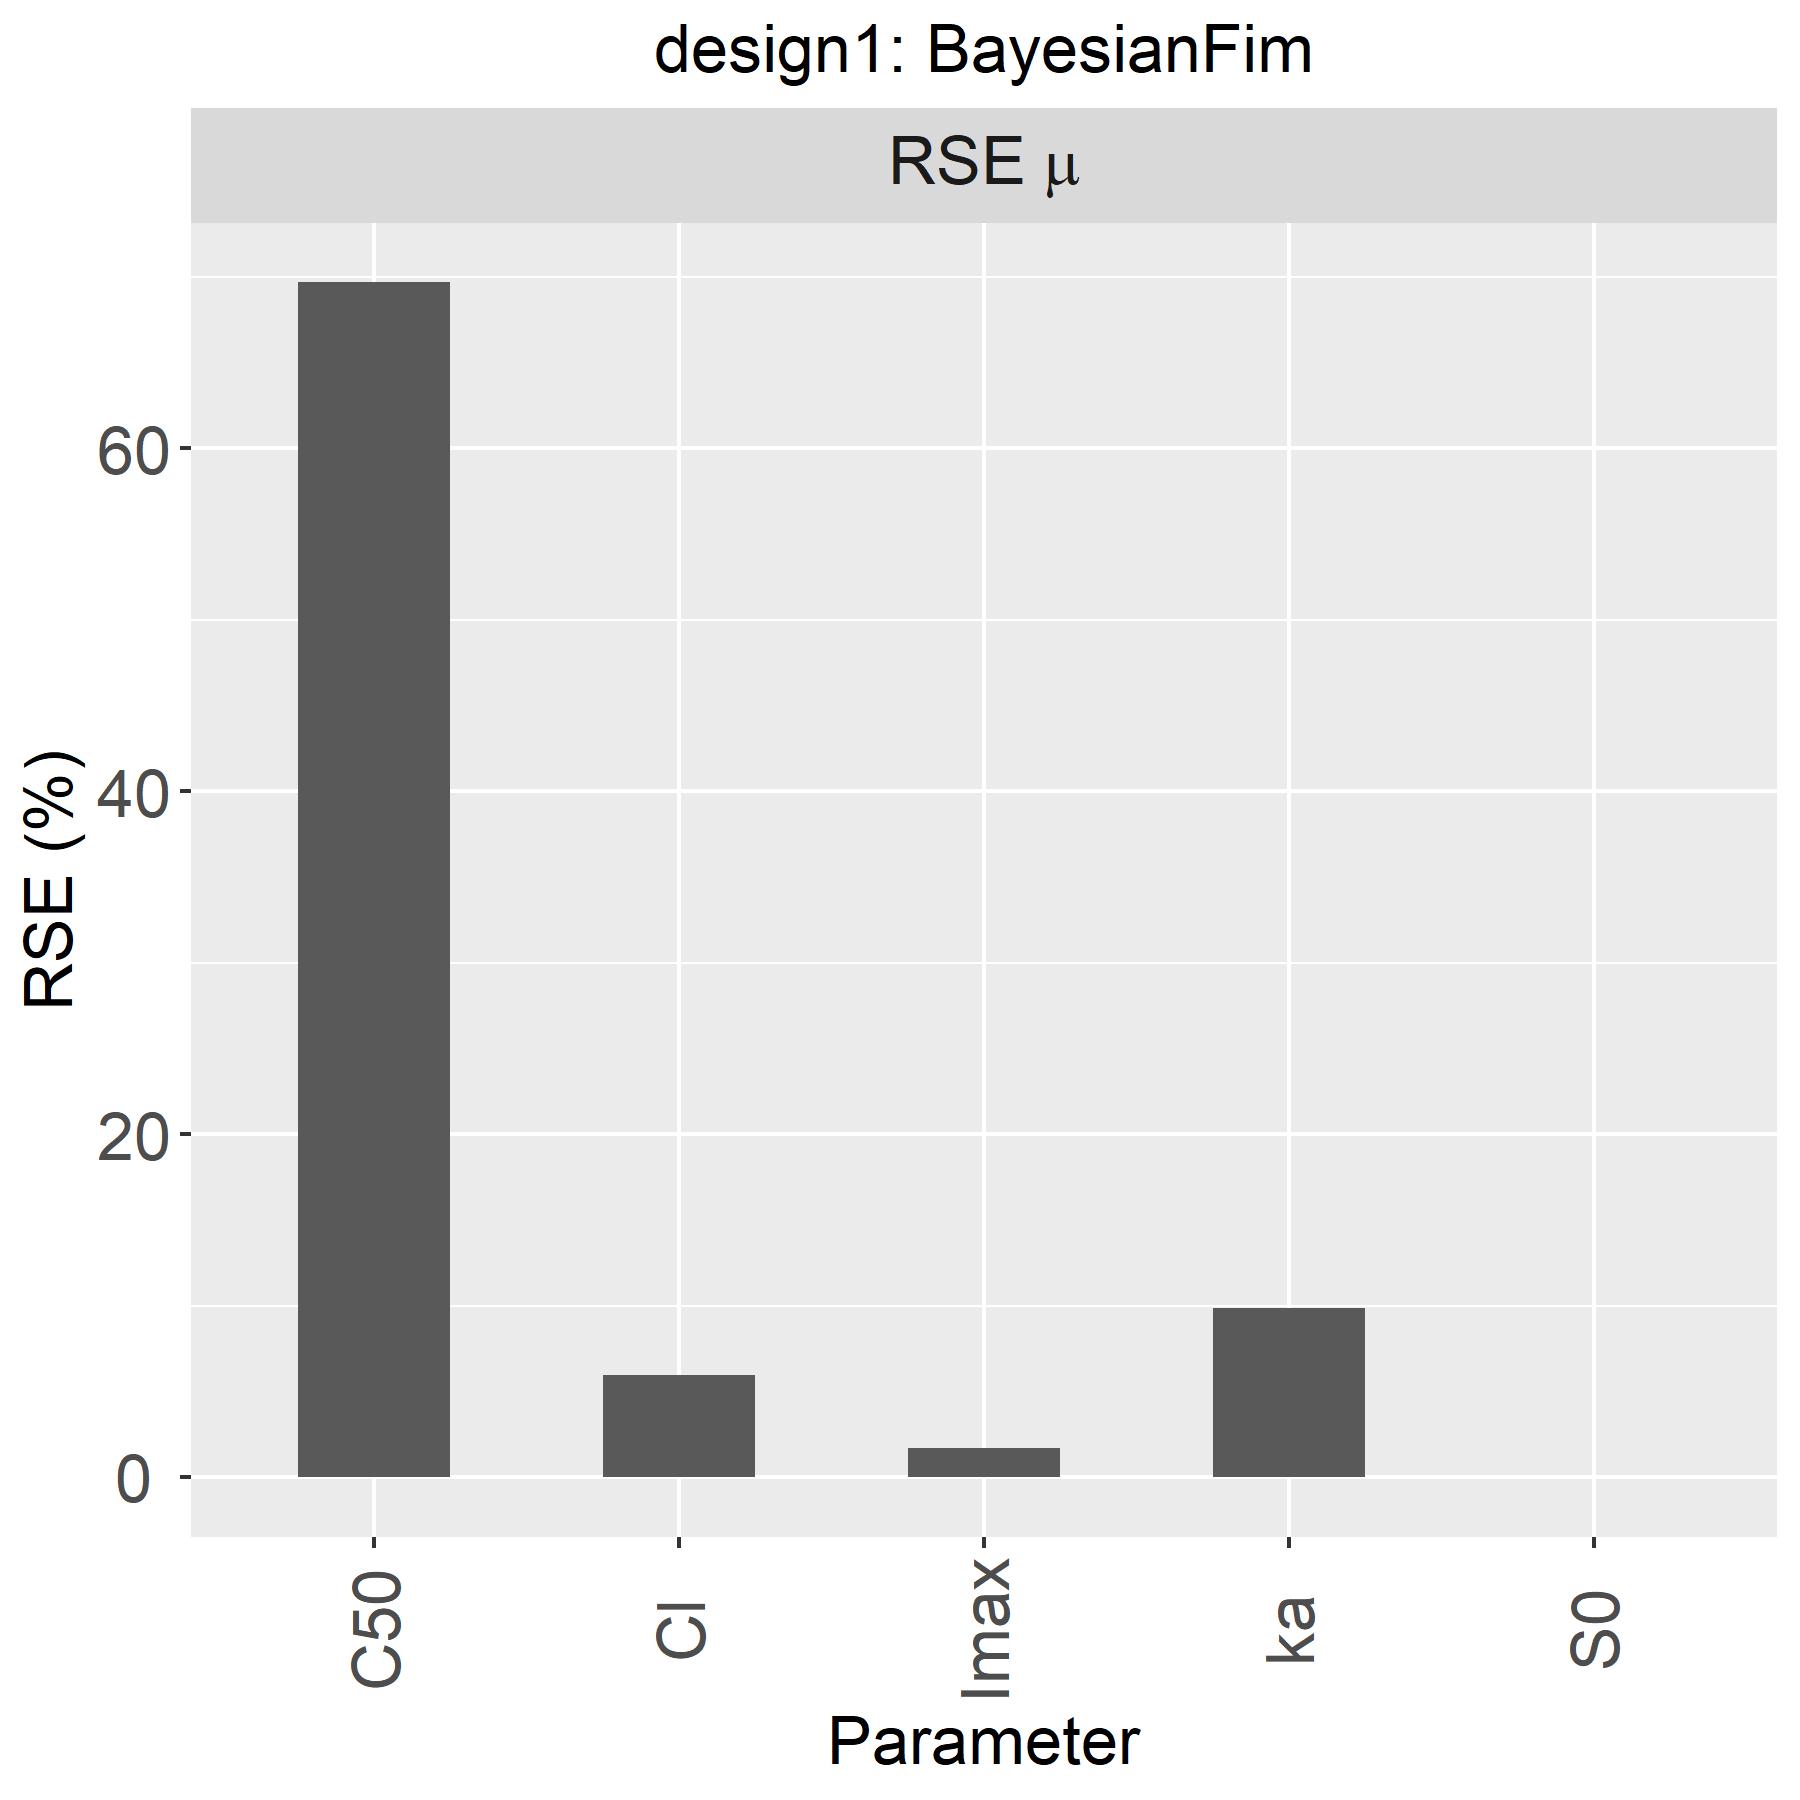 design1: BayesianFim
RSE μ
60
40
20
0
RSE (%)
C50
Cl
Imax
ka
S0
Parameter